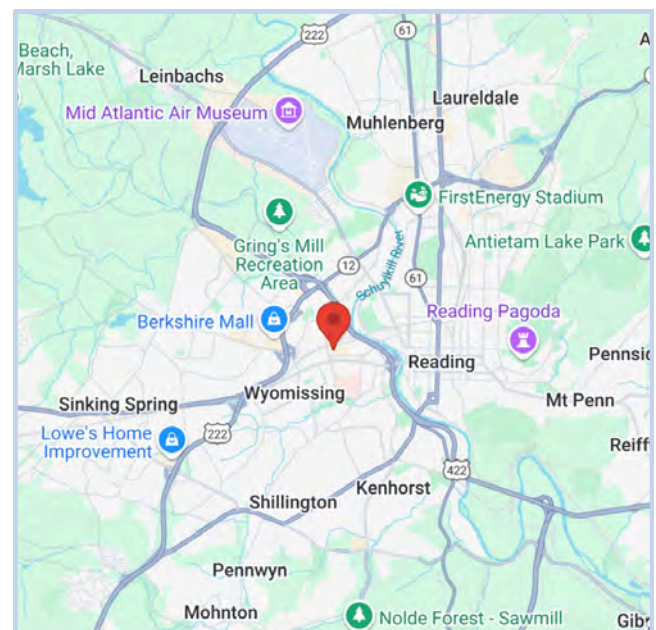 222
61
Beach,
Marsh Lake
A
Leinbachs
Laureldale
Mid Atlantic Air Museum
Muhlenberg
FirstEnergy Stadium
Gring's Mill
Recreation
Area
Antietam Lake Park
12
Schuylkill River
61
Berkshire Mall
Reading Pagoda
Reading
Pennsid
Wyomissing
Mt Penn
Sinking Spring
222
Lowe's Home
Improvement
Reiff
422
Kenhorst
Shillington
Pennwyn
Mohnton
Nolde Forest - Sawmill
Gib